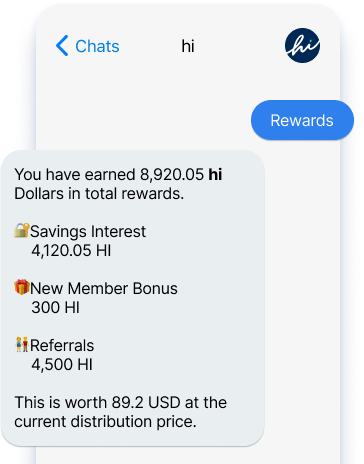 Chats
hi
hi
Rewards
You have earned 8,920.05 hi
Dollars in total rewards.
🔐Savings Interest
4,120.05 HI
🎁New Member Bonus
300 HI
👫Referrals
4,500 HI
This is worth 89.2 USD at the
current distribution price.